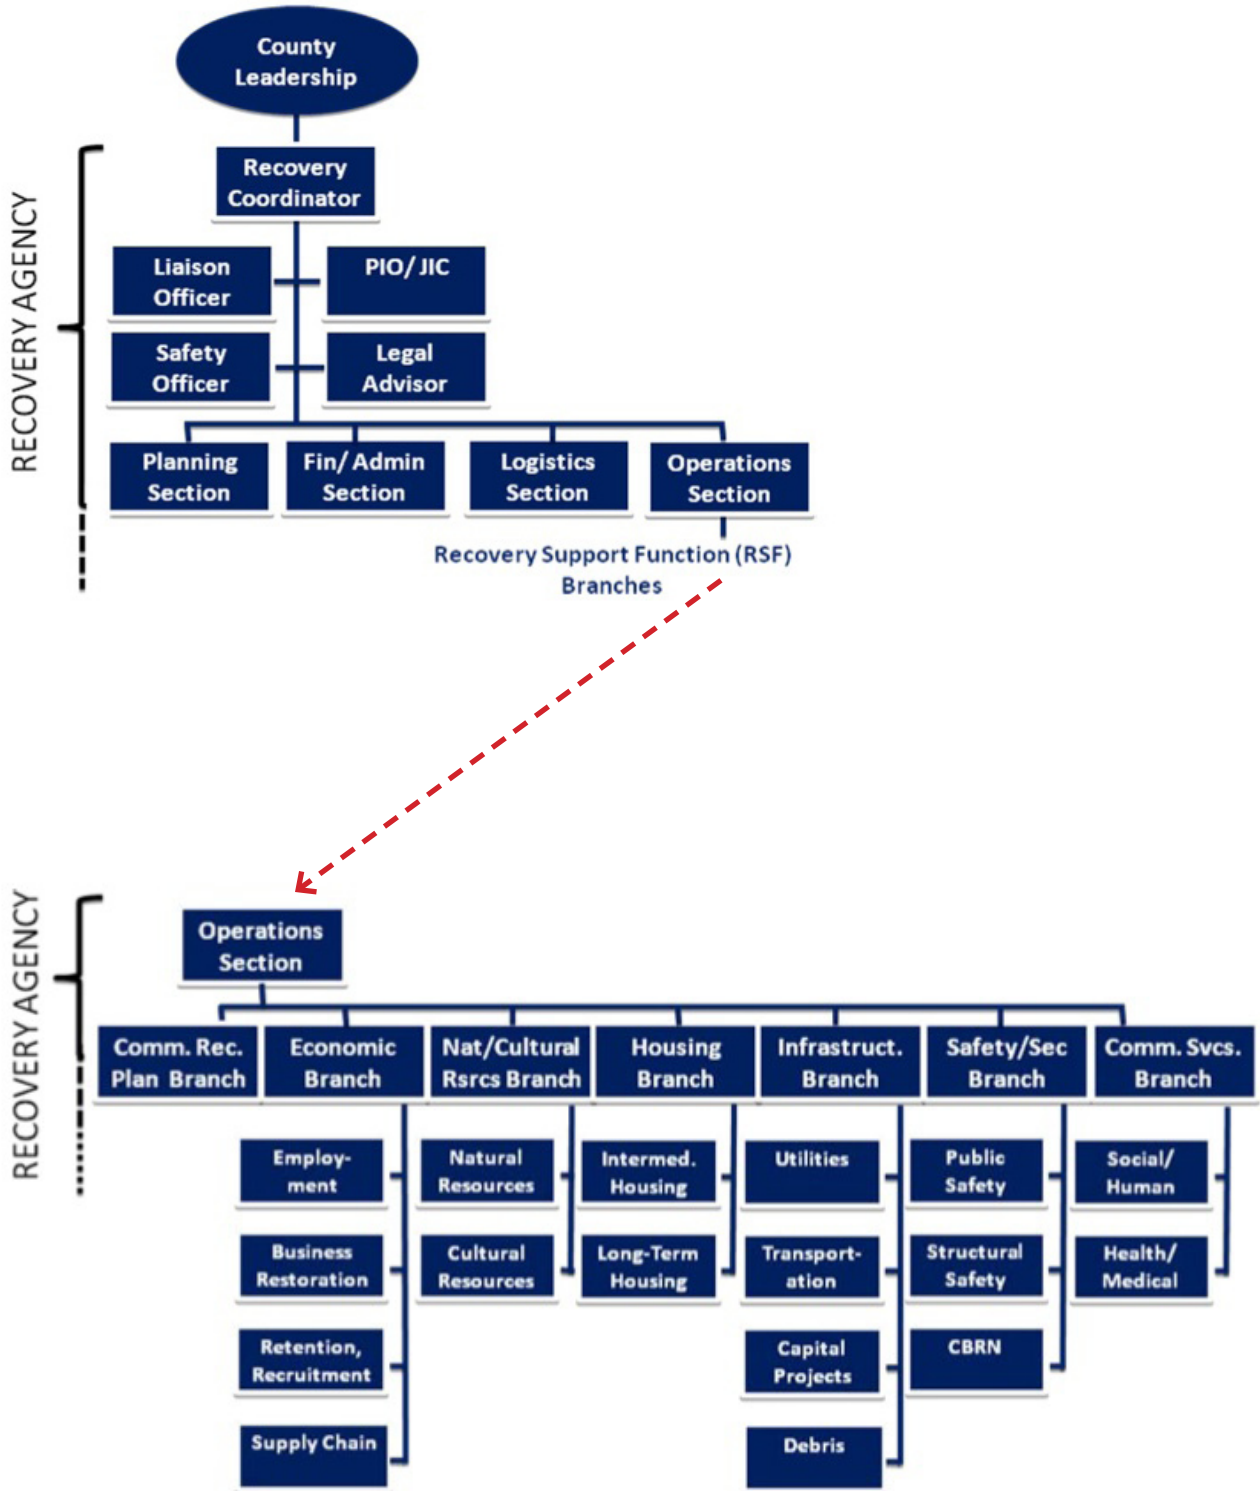 County
Leadership
RECOVERY AGENCY
Recovery
Coordinator
Liaison
Officer
PIO/ JIC
Safety
Officer
Legal
Advisor
Planning
Section
Fin/ Admin
Section
Logistics
Section
Operations
Section
Recovery Support Function (RSF)
Branches
RECOVERY AGENCY
Operations
Section
Comm. Rec.
Plan Branch
Economic
Branch
Nat/Cultural
Rsrcs Branch
Housing
Branch
Infrastruct.
Branch
Safety/Sec
Branch
Comm. Svcs.
Branch
Employ-
ment
Natural
Resources
Intermed.
Housing
Utilities
Public
Safety
Social/
Human
Business
Restoration
Cultural
Resources
Long-Term
Housing
Transport-
ation
Structural
Safety
Health/
Medical
Retention,
Recruitment
Capital
Projects
CBRN
Supply Chain
Debris